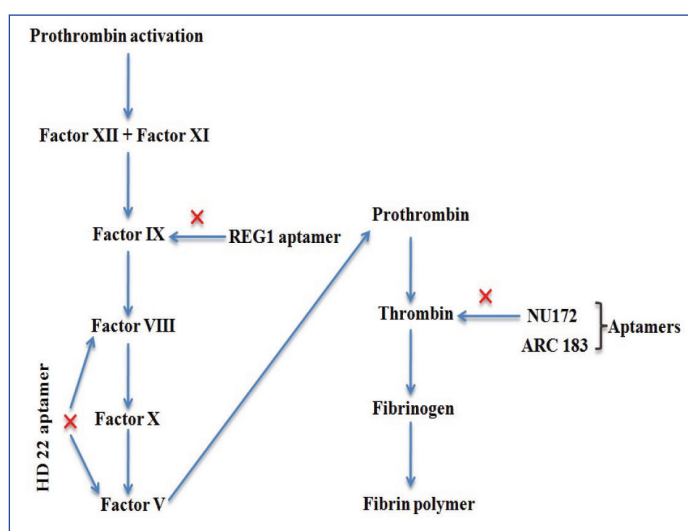 Prothrombin activation
Factor XII + Factor XI
Factor IX
REG1 aptamer
Factor VIII
HD 22 aptamer
Factor X
Factor V
Prothrombin
Thrombin
NU172
ARC 183
Aptamers
Fibrinogen
Fibrin polymer